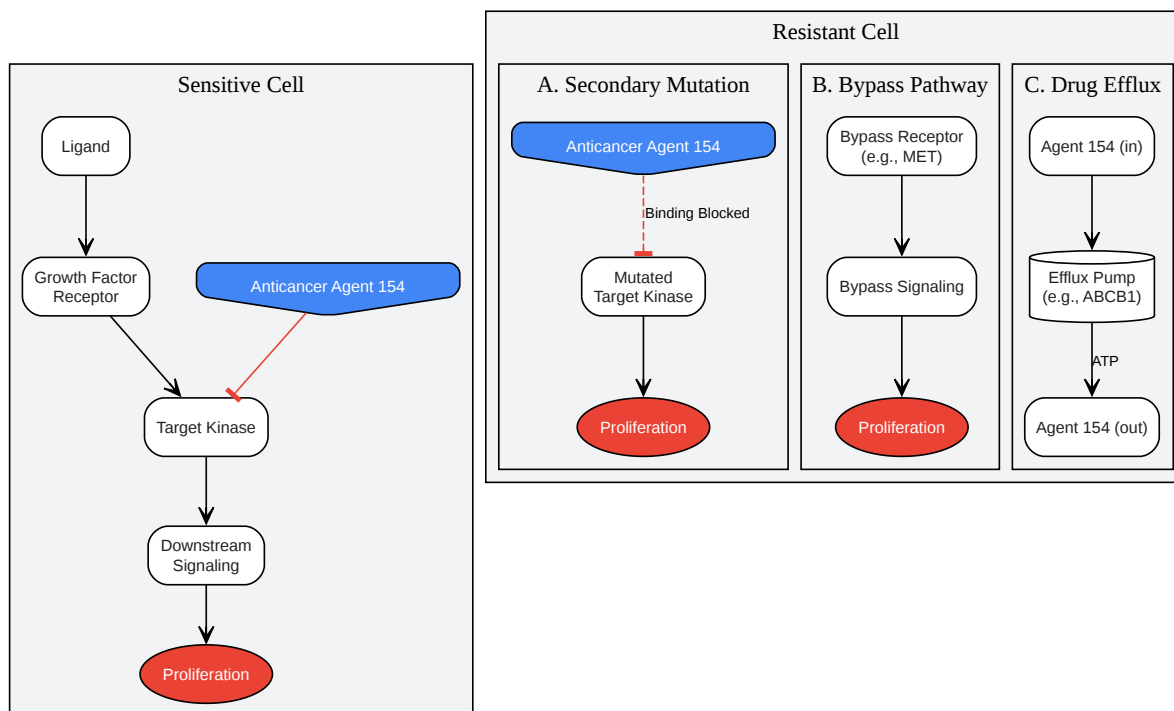 Sensitive Cell
Ligand
Growth Factor
Receptor
Anticancer Agent 154
Target Kinase
Downstream
Signaling
Proliferation
Resistant Cell
A. Secondary Mutation
Anticancer Agent 154
Binding Blocked
Mutated
Target Kinase
Proliferation
B. Bypass Pathway
Bypass Receptor
(e.g., MET)
Bypass Signaling
Proliferation
C. Drug Efflux
Agent 154 (in)
Efflux Pump
(e.g., ABCB1)
ATP
Agent 154 (out)